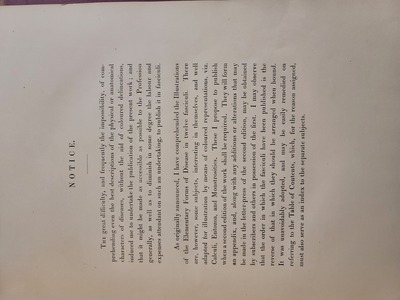 NOTICE.
The great difficulty, and frequently the impossibility, of com-
prehending even the best descriptions of the physical or anatomical
characters of diseases, without the aid of coloured delineations,
induced me to undertake the publication of the present work; and
that it might be made as accessible as possible to the Profession
generally, as well as to diminish in some degree the labour and
expenses attendant on such an undertaking, to publish it in fasciculi.
As originally announced, I have comprehended the Illustrations
of the Elementary Forms of Disease in twelve fasciculi. There
are, however, some subjects, interesting in themselves, and well
adapted for illustration by means of coloured representations, viz.
Calculi, Entozoa, and Monstrosities. These I propose to publish
when a second edition of the work shall be required. They will form
an appendix, and, along with any additions or alterations that may
be made in the letter-press of the second edition, may be obtained
by subscribers and others in possession of the first. I may observe
that the order in which the fasciculi have been published is the
reverse of that in which they should be arranged when bound.
It was unavoidably adopted, and may be easily remedied on
referring to the Table of Contents, which, for the reason assigned,
must also serve as an index to the separate subjects.